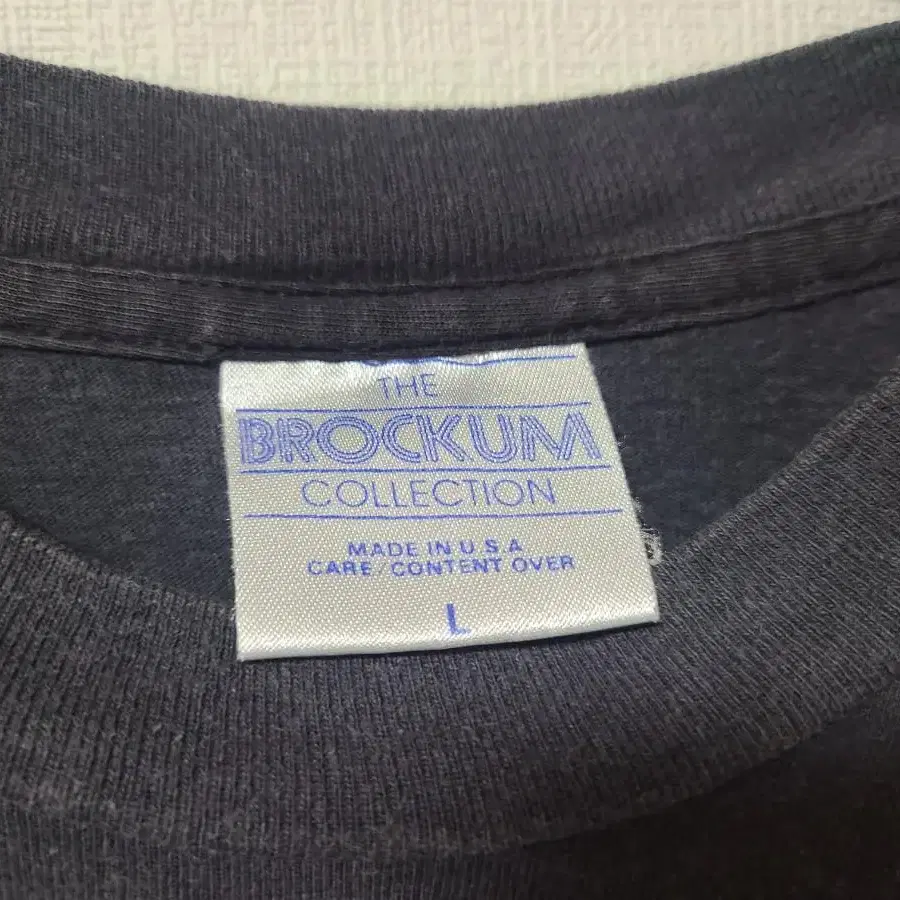 THE
BROCKUM
COLLECTION
MADE IN U S A
CARE/CONTENT OVER
L